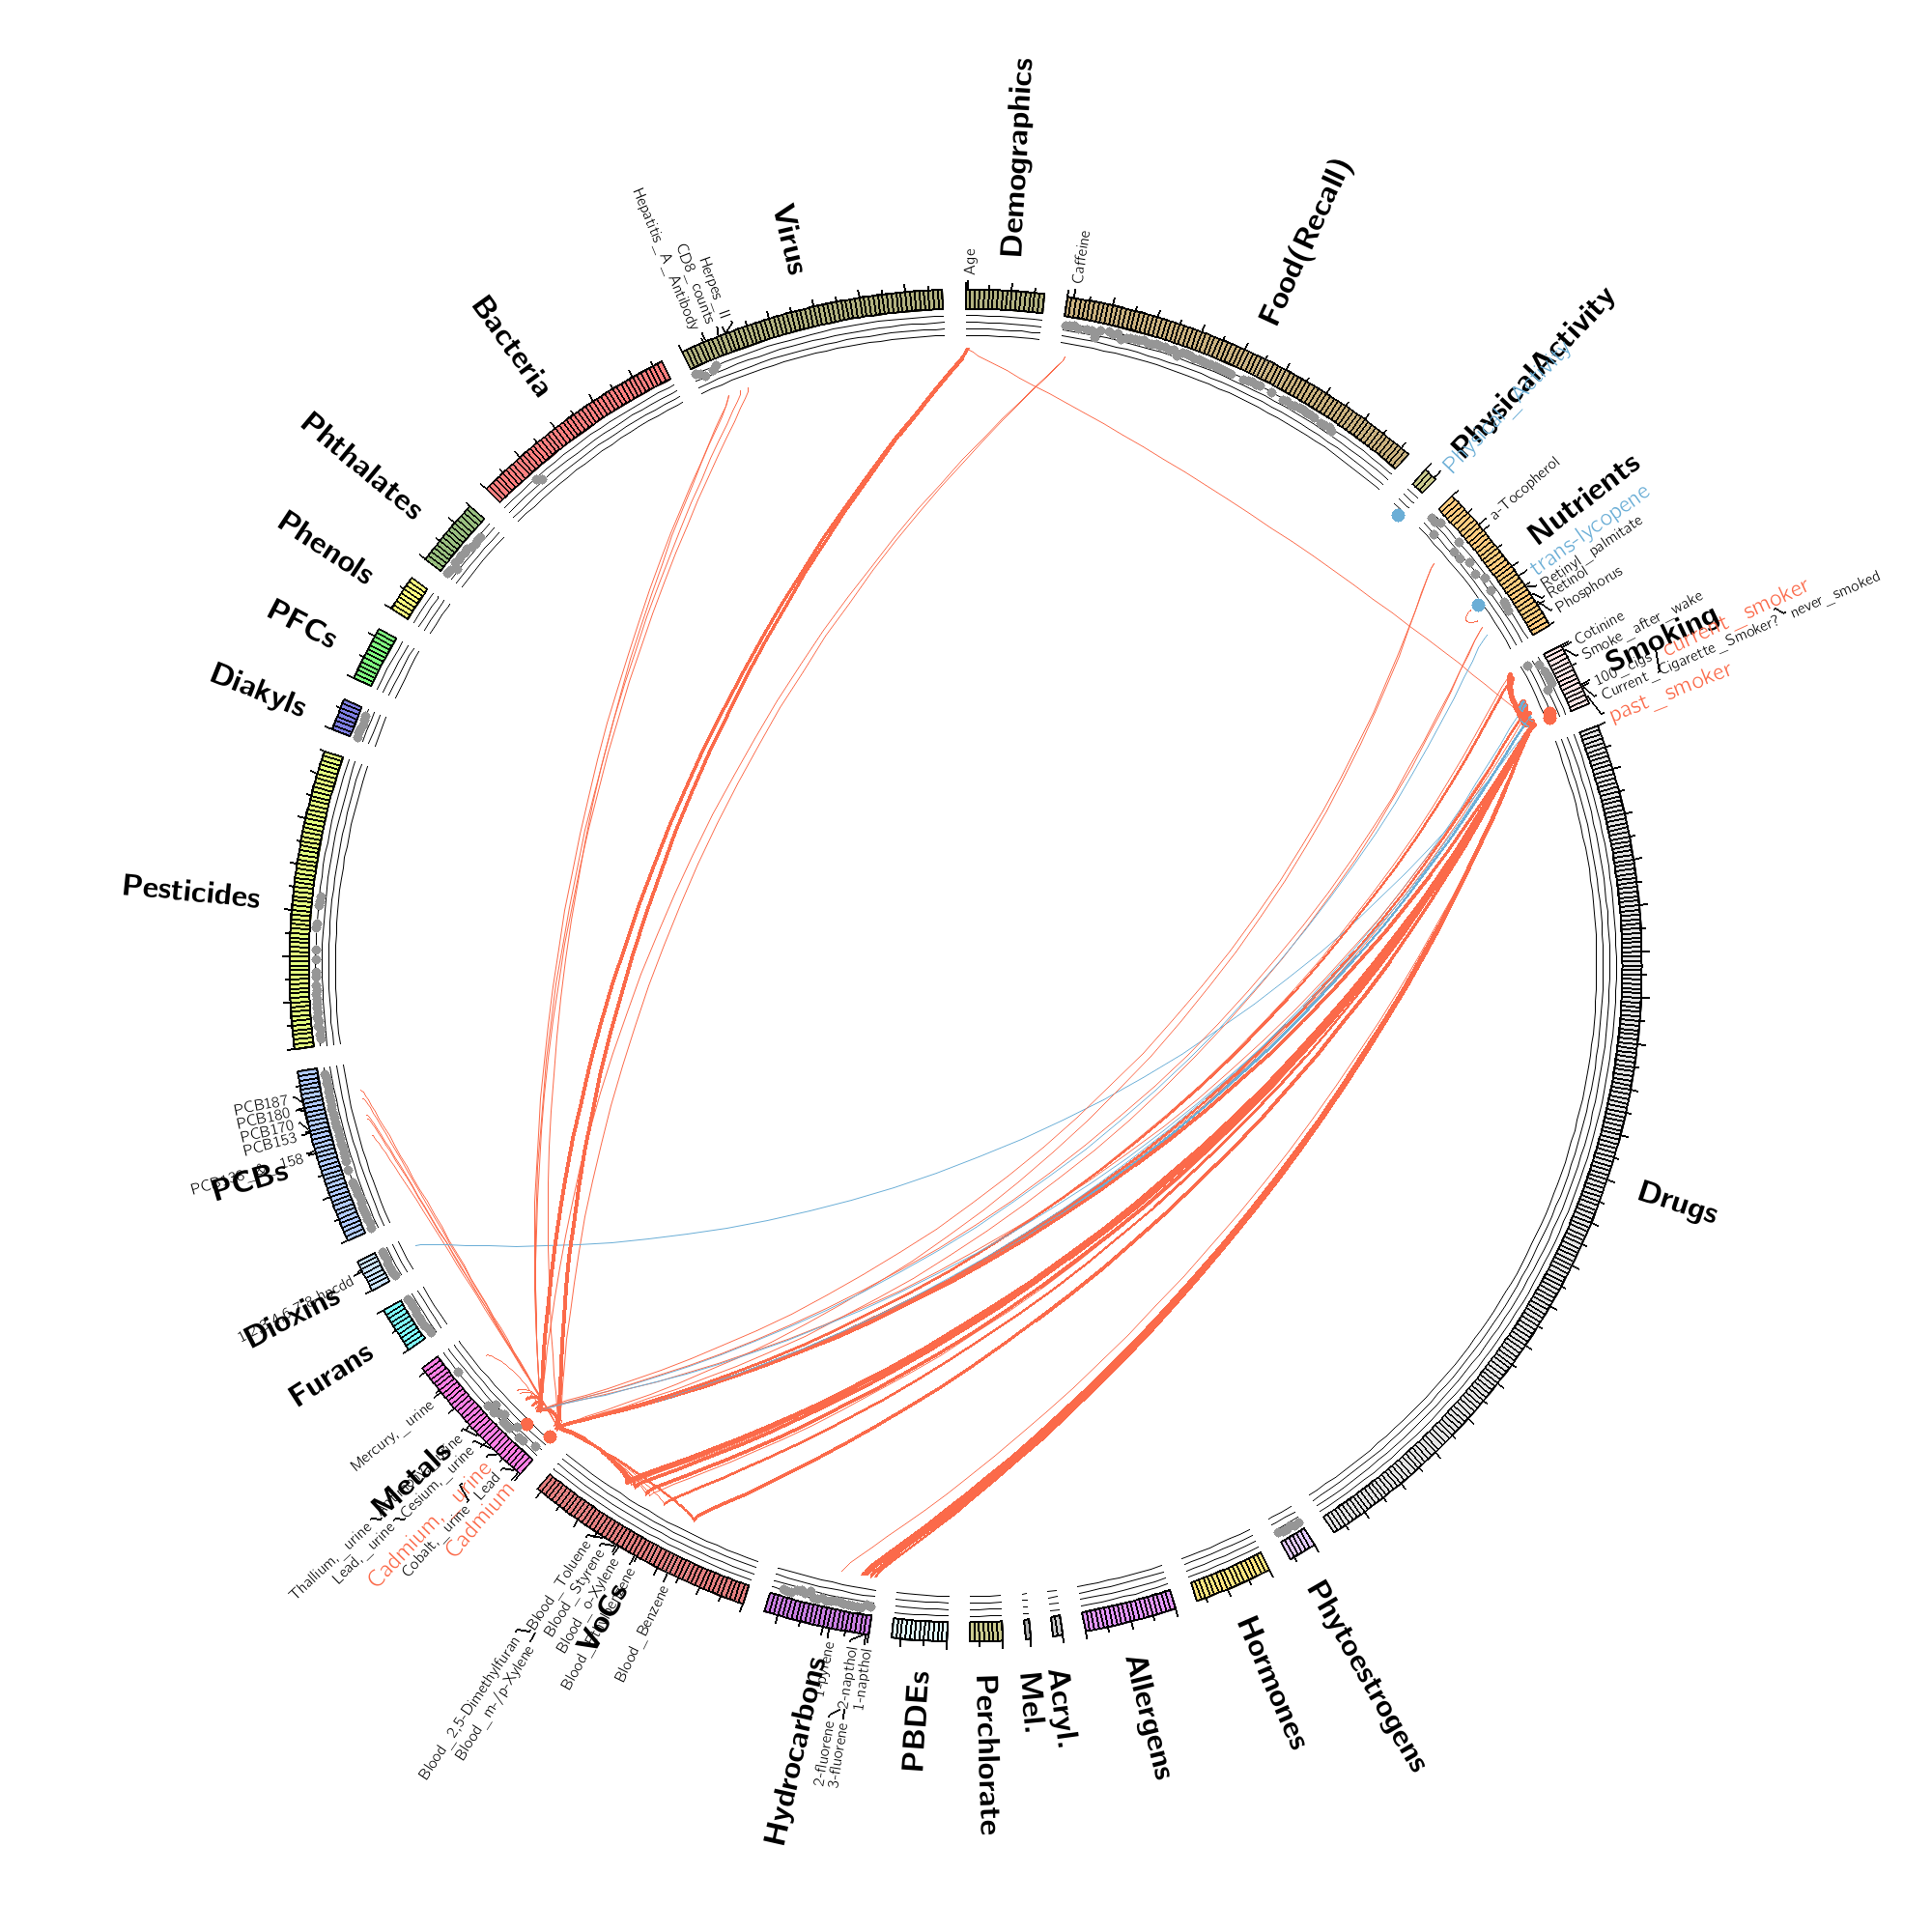 Demographics
Age
Caffeine
Food(Recall)
PhysicalActivity
Physical_Activity
a-Tocopherol
Nutrients
trans-lycopene
Retinyl_palmitate
Retinol
Phosphorus
Cotinine
Smoke_after_wake
Smoking
current_smoker
100_cigs
never_smoked
Current_Cigarette_Smoker?
past_smoker
Drugs
Phytoestrogens
Hormones
Allergens
Acryl.
Mel.
Perchlorate
PBDEs
Hydrocarbons
1-napthol
2-napthol
3-fluorene
2-fluorene
1-pyrene
VoCs
Blood_Benzene
Blood_o-Xylene
Blood_Styrene
Blood_m-/p-Xylene
Blood_Toluene
Blood_2,5-Dimethylfuran
Metals
Cadmium
Lead
Cobalt,_urine
Cadmium,_urine
Cesium,_urine
Lead,_urine
Thallium,_urine
Mercury,_urine
Furans
Dioxins
PCBs
158
PCB153
PCB170
PCB180
PCB187
Pesticides
Diakyls
PFCs
Phenols
Phthalates
Bacteria
Hepatitis_A_Antibody
CD8_counts
Herpes_II
Virus